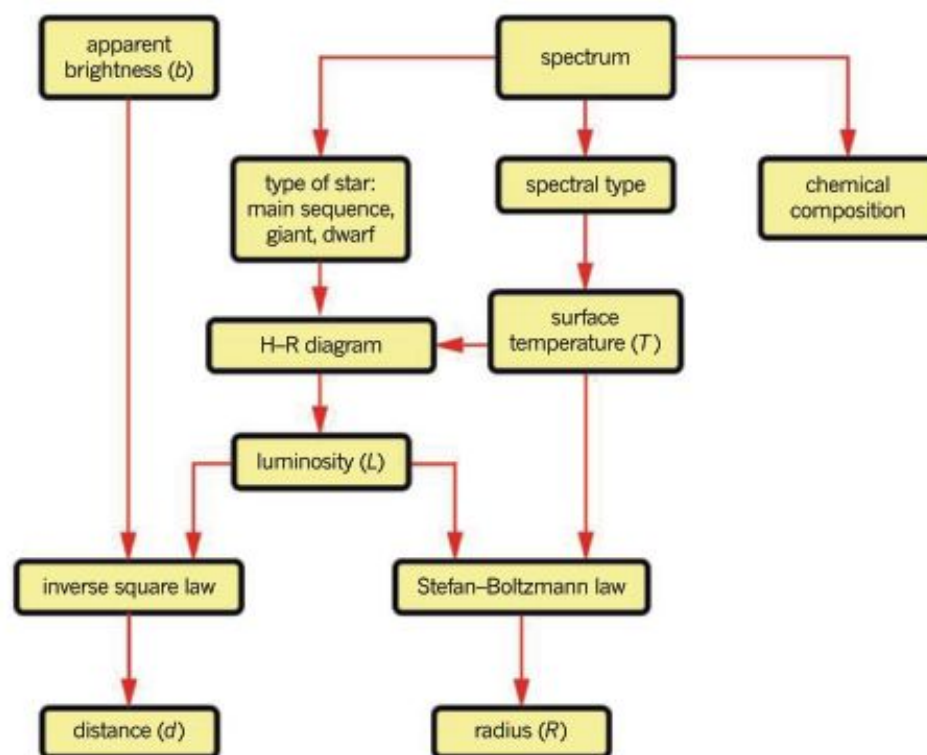 apparent
brightness (b)
spectrum
type of star:
main sequence,
giant, dwarf
spectral type
chemical
composition
H–R diagram
surface
temperature (T)
luminosity (L)
inverse square law
Stefan–Boltzmann law
distance (d)
radius (R)